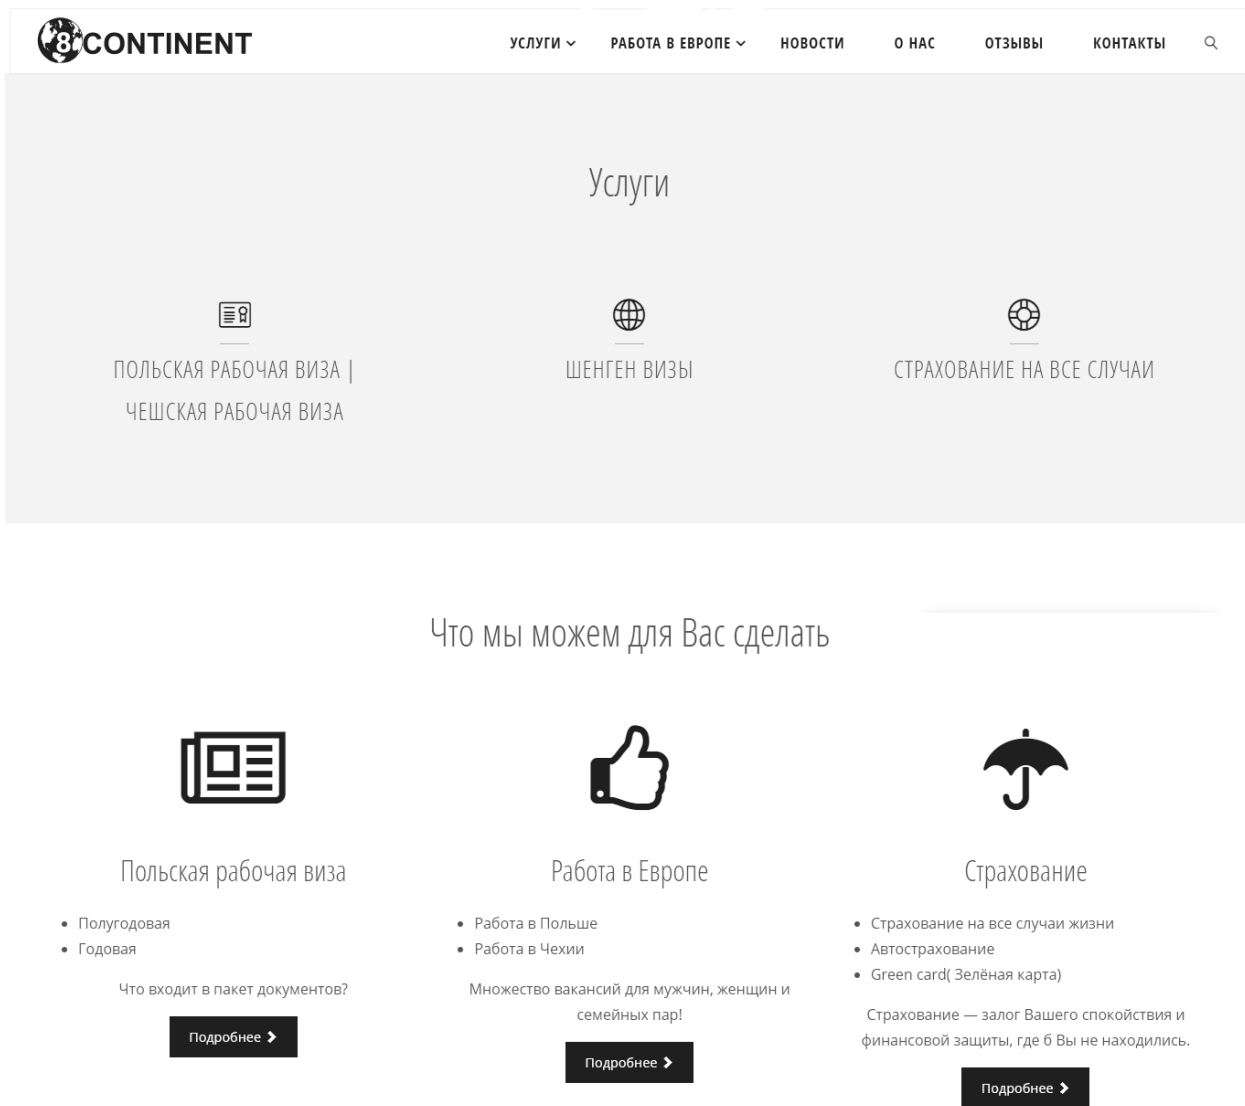 8CONTINENT
УСЛУГИ РАБОТА В ЕВРОПЕ НОВОСТИ О НАС ОТЗЫВЫ КОНТАКТЫ
Услуги
ПОЛЬСКАЯ РАБОЧАЯ ВИЗА |
ЧЕШСКАЯ РАБОЧАЯ ВИЗА
ШЕНГЕН ВИЗЫ
СТРАХОВАНИЕ НА ВСЕ СЛУЧАИ
Что мы можем для Вас сделать
Польская рабочая виза
Полугодовая
Годовая
Что входит в пакет документов?
Подробнее
Работа в Европе
Работа в Польше
Работа в Чехии
Множество вакансий для мужчин, женщин и
семейных пар!
Подробнее
Страхование
Страхование на все случаи жизни
Автострахование
Green card( Зелёная карта)
Страхование — залог Вашего спокойствия и
финансовой защиты, где б Вы не находились.
Подробнее